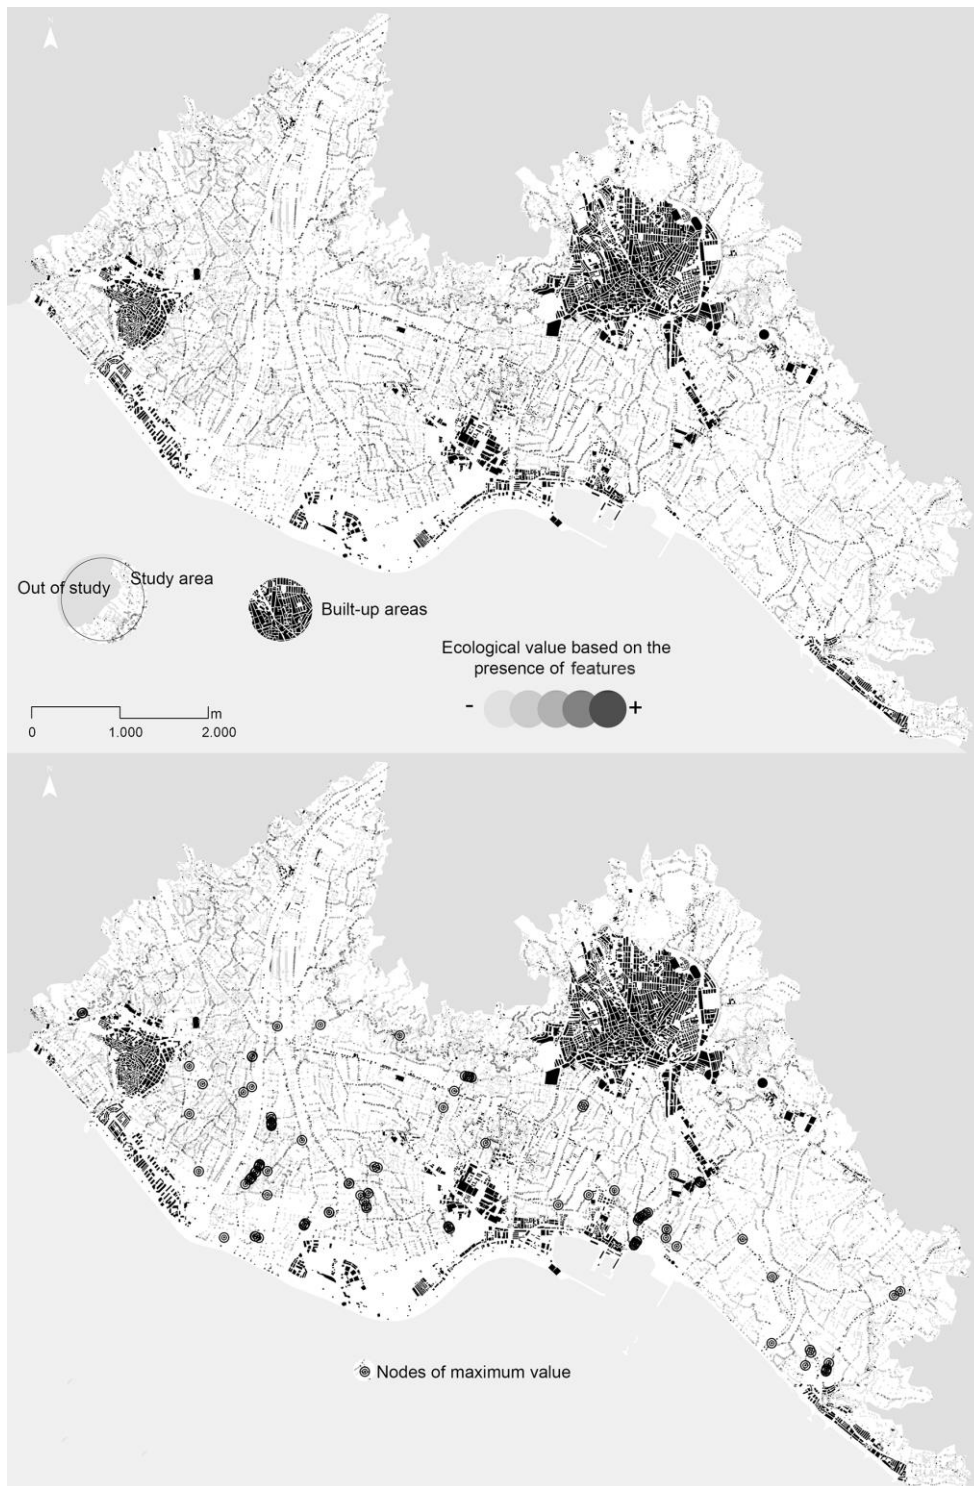 N
Out of study
Study area
Built-up areas
Ecological value based on the
presence of features
-
+
m
0
1.000
2.000
N
Nodes of maximum value